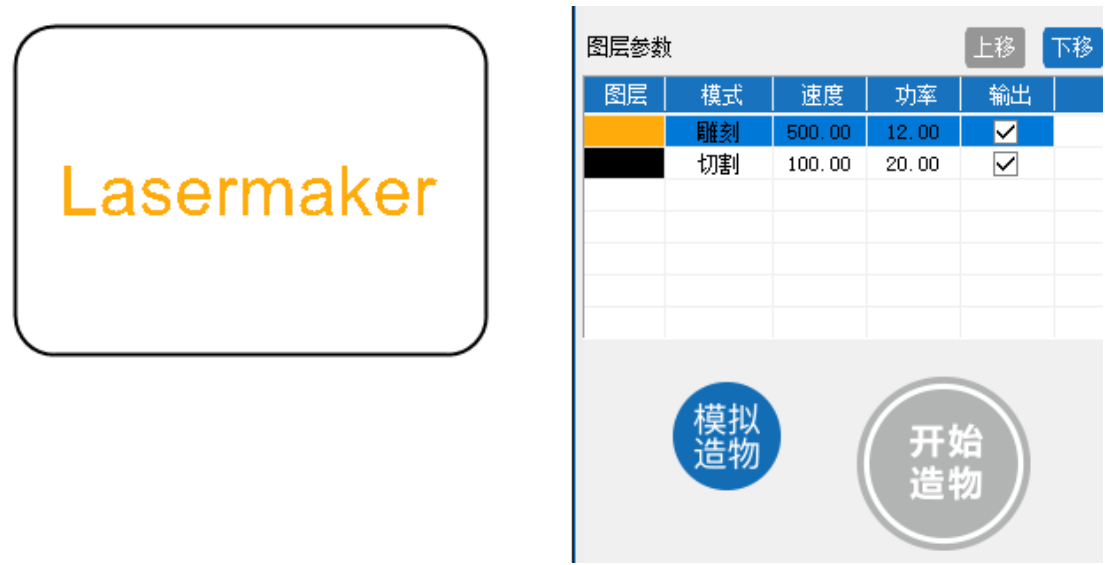 Lasermaker
图层参数 上移 下移
图层 模式 速度 功率 输出
雕刻 500.00 12.00
切割 100.00 20.00
模拟
造物
开始
造物